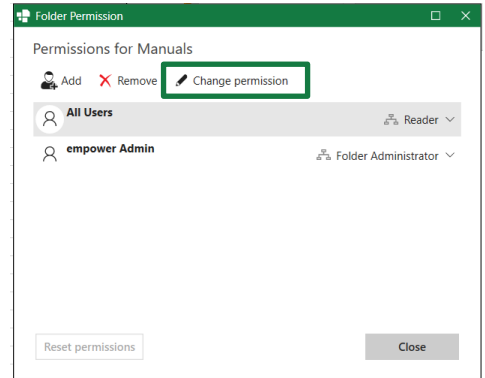 Folder Permission
Permissions for Manuals
Add Remove Change permission
All Users Reader
empower Admin Folder Administrator
Reset permissions Close